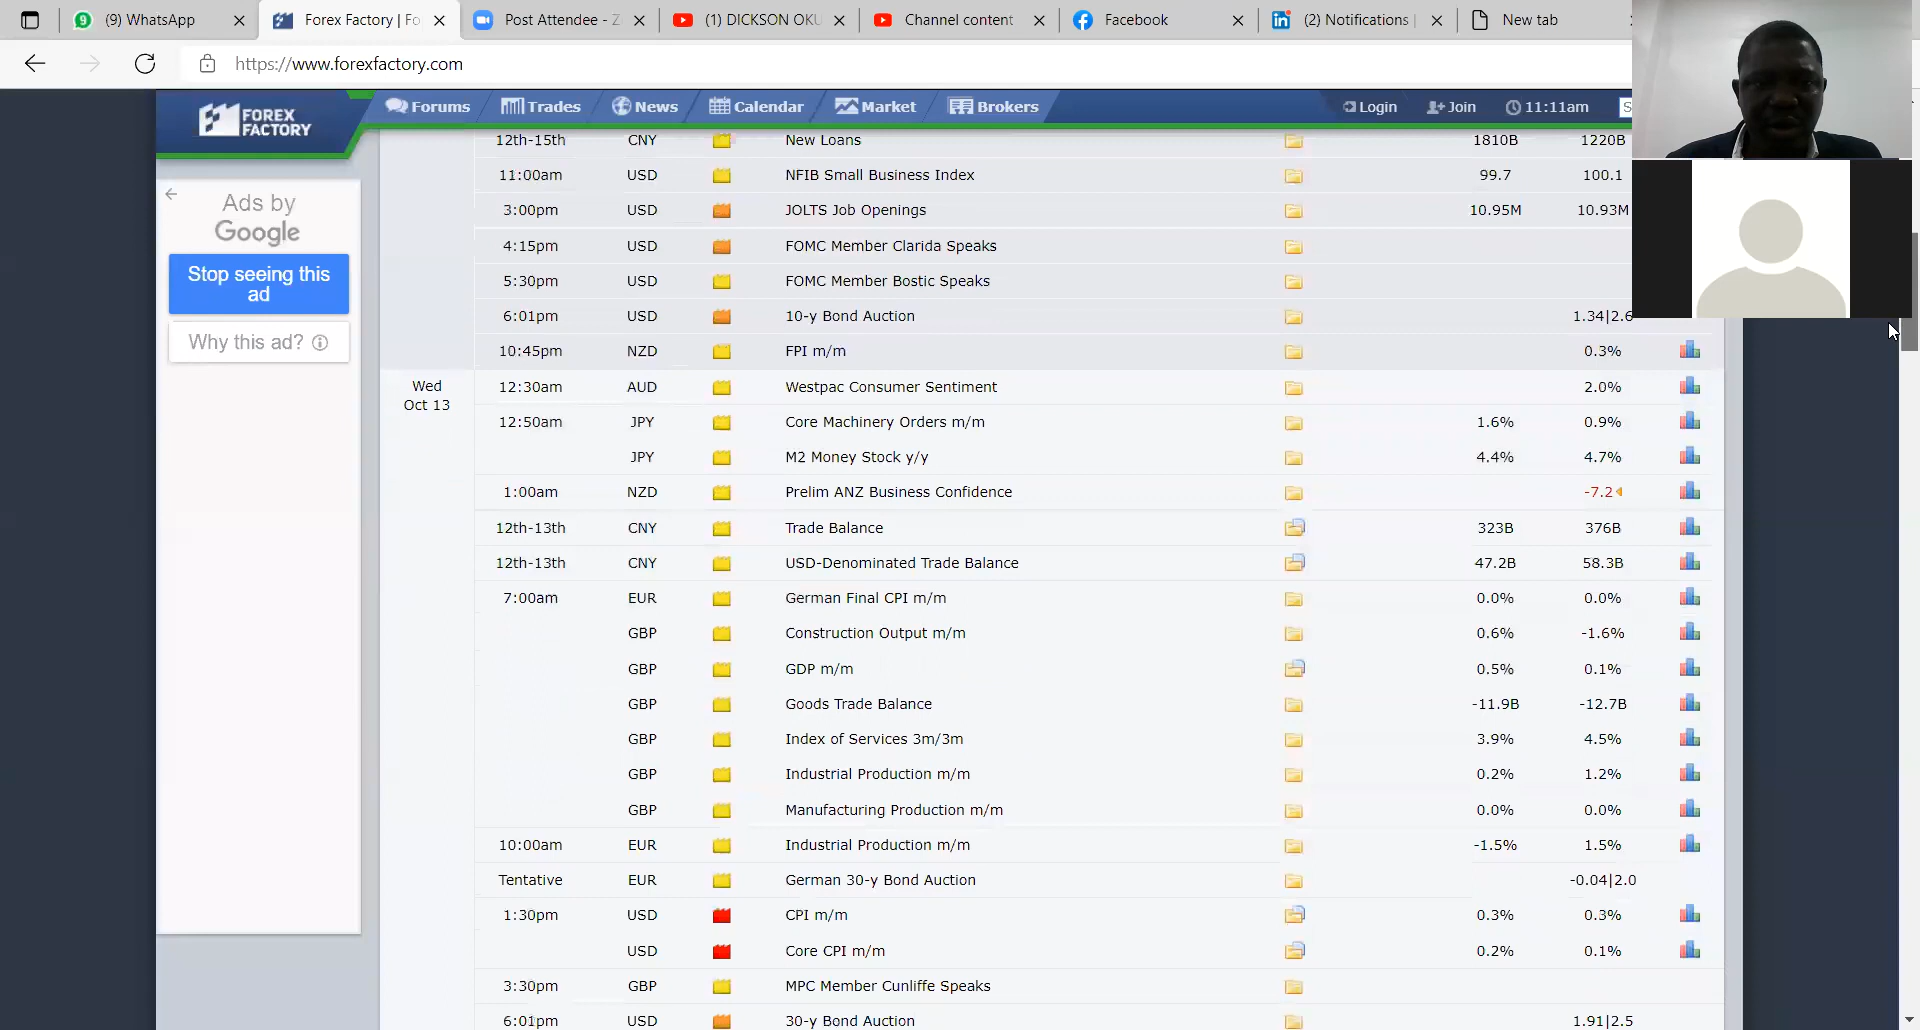 (9) WhatsApp
Forex Factory | Fo
Post Attendee - Z
(1) DICKSON OKU
Channel content
Facebook
(2) Notifications |
New tab
https://www.forexfactory.com
FOREX
FACTORY
Forums
Trades
News
Calendar
Market
Brokers
Login
Join
11:11am
S
Ads by
Google
Stop seeing this
ad
Why this ad?
12th-15th CNY New Loans 1810B 1220B
11:00am USD NFIB Small Business Index 99.7 100.1
3:00pm USD JOLTS Job Openings 10.95M 10.93M
4:15pm USD FOMC Member Clarida Speaks
5:30pm USD FOMC Member Bostic Speaks
6:01pm USD 10-y Bond Auction 1.34|2.6
10:45pm NZD FPI m/m 0.3%
Wed
Oct 13
12:30am AUD Westpac Consumer Sentiment 2.0%
12:50am JPY Core Machinery Orders m/m 1.6% 0.9%
JPY M2 Money Stock y/y 4.4% 4.7%
1:00am NZD Prelim ANZ Business Confidence -7.2
12th-13th CNY Trade Balance 323B 376B
12th-13th CNY USD-Denominated Trade Balance 47.2B 58.3B
7:00am EUR German Final CPI m/m 0.0% 0.0%
GBP Construction Output m/m 0.6% -1.6%
GBP GDP m/m 0.5% 0.1%
GBP Goods Trade Balance -11.9B -12.7B
GBP Index of Services 3m/3m 3.9% 4.5%
GBP Industrial Production m/m 0.2% 1.2%
GBP Manufacturing Production m/m 0.0% 0.0%
10:00am EUR Industrial Production m/m -1.5% 1.5%
Tentative EUR German 30-y Bond Auction -0.04|2.0
1:30pm USD CPI m/m 0.3% 0.3%
USD Core CPI m/m 0.2% 0.1%
3:30pm GBP MPC Member Cunliffe Speaks
6:01pm USD 30-y Bond Auction 1.91|2.5